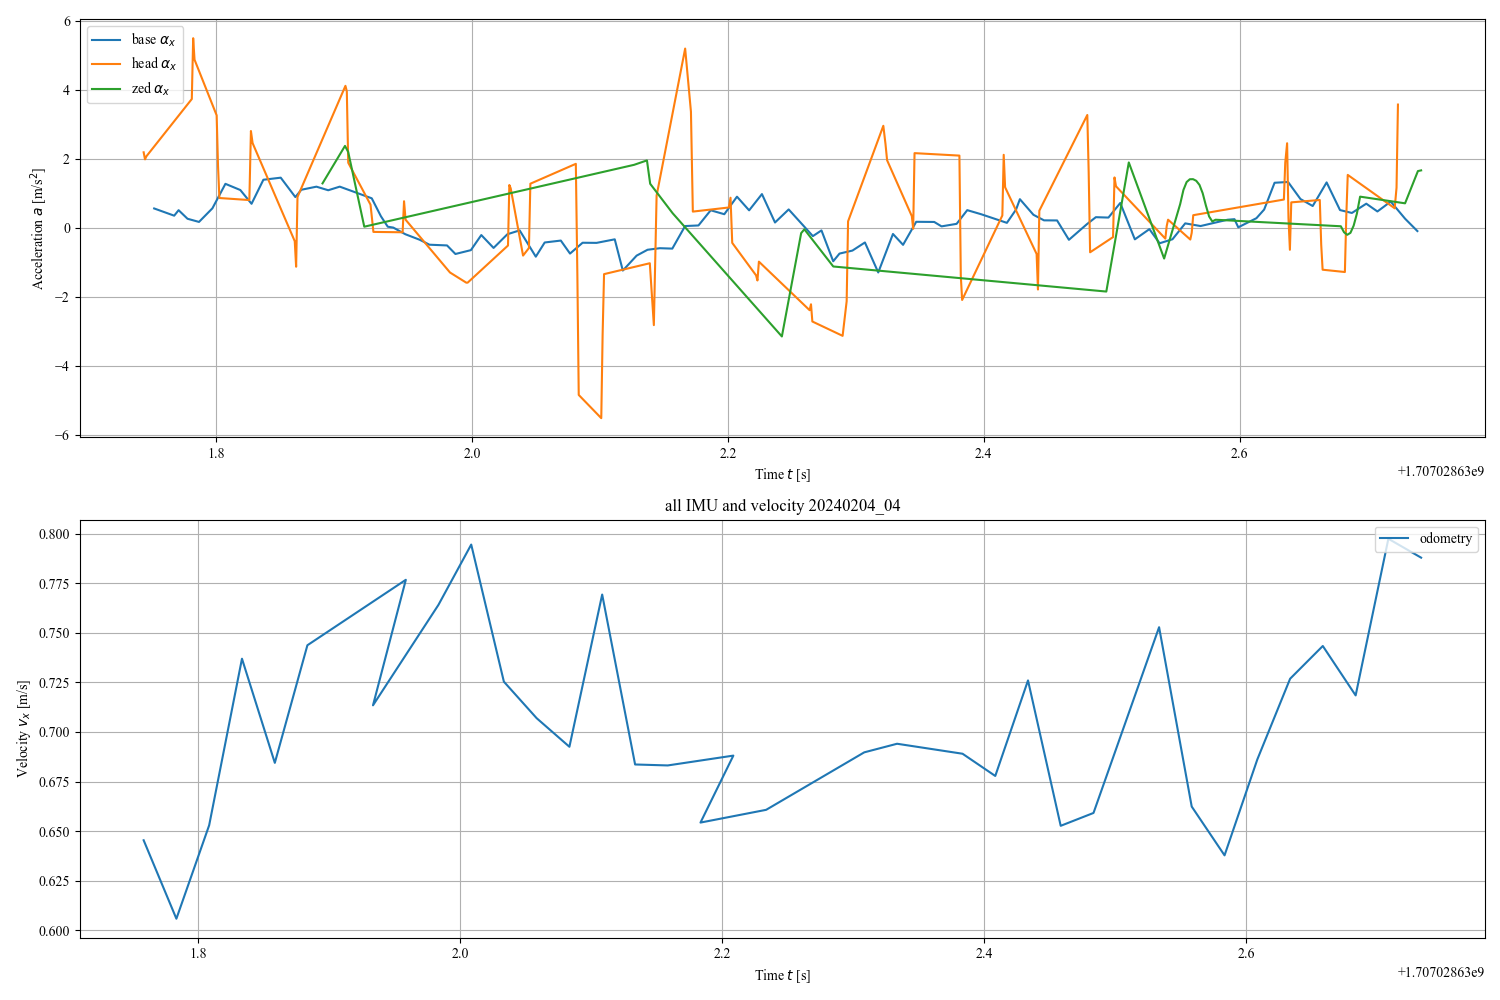 6
4
2
0
−2
−4
−6
Acceleration a [m/s²]
base αx
head αx
zed αx
1.8
2.0
2.2
2.4
2.6
Time t [s]
+1.70702863e9
all IMU and velocity 20240204_04
0.800
0.775
0.750
0.725
0.700
0.675
0.650
0.625
0.600
Velocity vx [m/s]
odometry
1.8
2.0
2.2
2.4
2.6
Time t [s]
+1.70702863e9